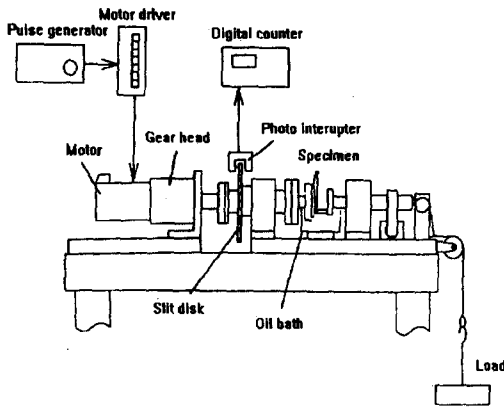 Motor driver
Pulse generator
Digital counter
Photo interupter
Gear head
Specimen
Motor
Slit disk
Oil bath
Load